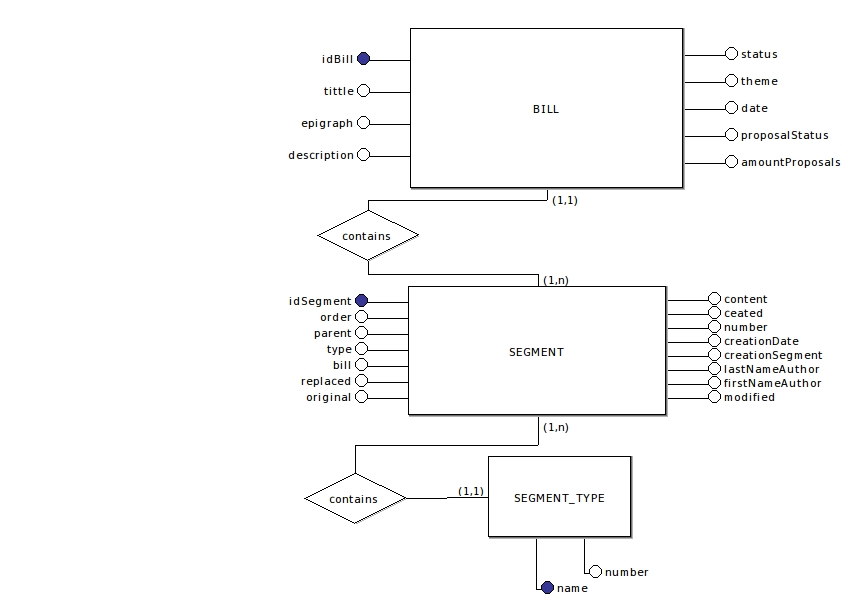 idBill
tittle
epigraph
description
BILL
status
theme
date
proposalStatus
amountProposals
(1,1)
contains
(1,n)
idSegment
order
parent
type
bill
replaced
original
SEGMENT
content
ceated
number
creationDate
creationSegment
lastNameAuthor
firstNameAuthor
modified
(1,n)
contains
(1,1)
SEGMENT_TYPE
number
name